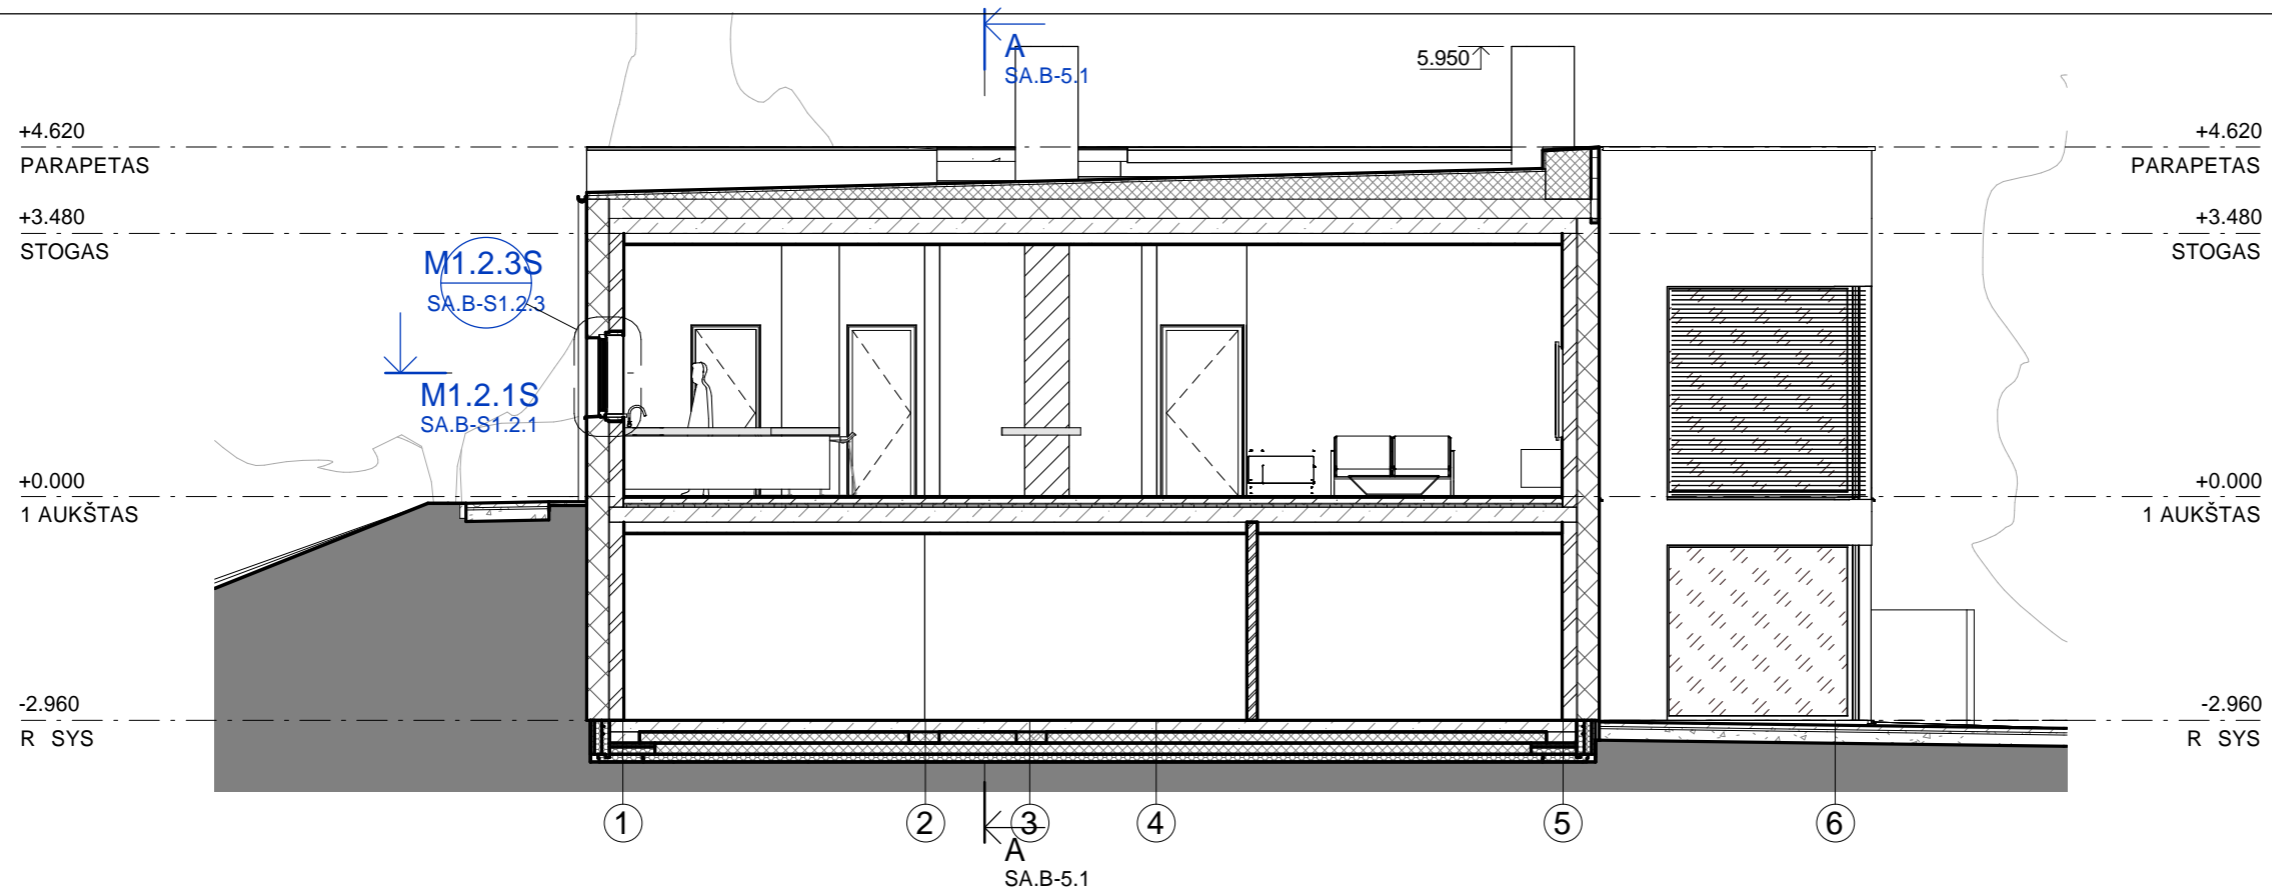 A
SA.B-5.1
5.950
+4.620
PARAPETAS
+4.620
PARAPETAS
+3.480
STOGAS
+3.480
STOGAS
M1.2.3S
SA.B-S1.2.3
M1.2.1S
SA.B-S1.2.1
+0.000
1 AUKŠTAS
+0.000
1 AUKŠTAS
-2.960
R SYS
-2.960
R SYS
1
2
3
4
5
6
A
SA.B-5.1